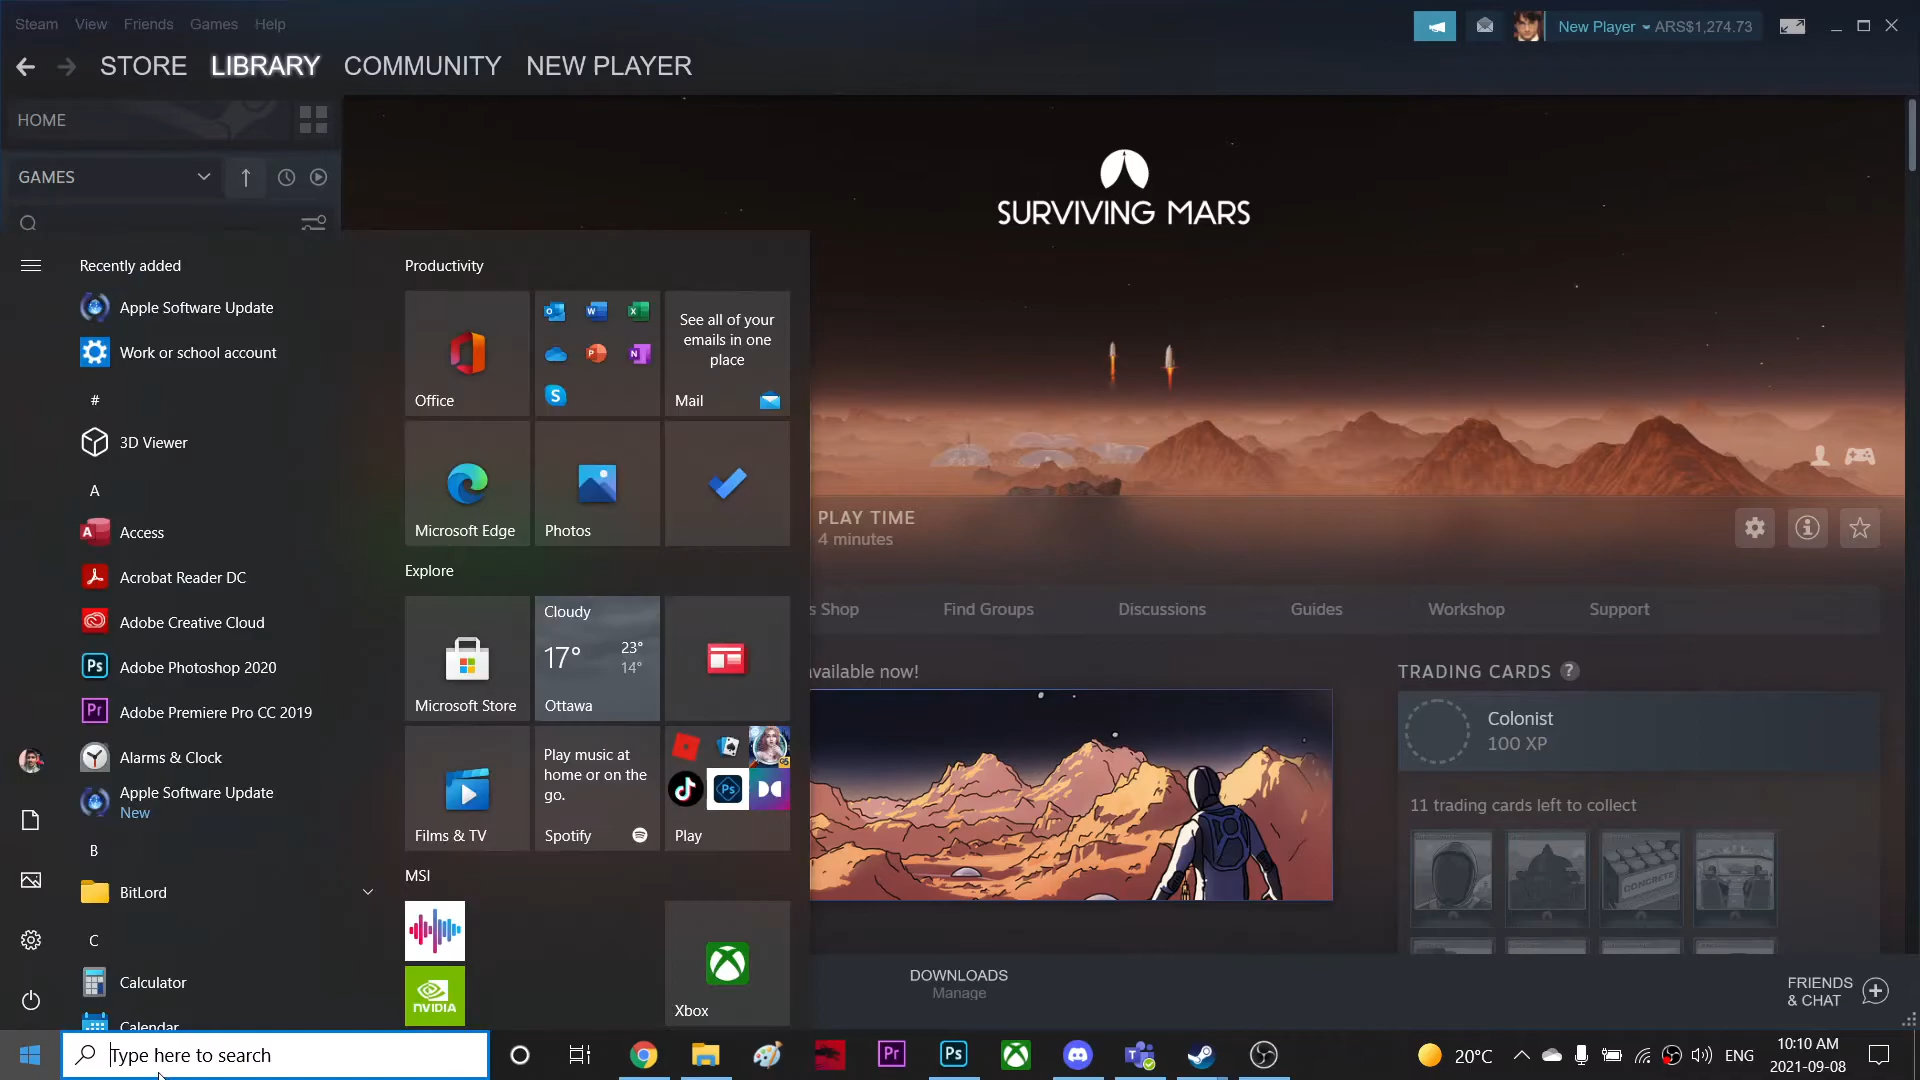 Steam View Friends Games Help
New Player ARS$1,274.73
STORE LIBRARY COMMUNITY NEW PLAYER
HOME
GAMES
SURVIVING MARS
Recently added
Apple Software Update
Work or school account
#
3D Viewer
A
Access
Acrobat Reader DC
Adobe Creative Cloud
Adobe Photoshop 2020
Adobe Premiere Pro CC 2019
Alarms & Clock
Apple Software Update
New
B
BitLord
C
Calculator
Calendar
Productivity
Office
See all of your
emails in one
place
Mail
Microsoft Edge
Photos
Explore
Microsoft Store
Cloudy
17° 23°
14°
Ottawa
Films & TV
Play music at
home or on the
go.
Spotify
Play
MSI
NVIDIA
Xbox
PLAY TIME
4 minutes
s Shop Find Groups Discussions Guides Workshop Support
available now!
TRADING CARDS ?
Colonist
100 XP
11 trading cards left to collect
CONCRETE
DOWNLOADS
Manage
FRIENDS
& CHAT
Type here to search
20°C
ENG
10:10 AM
2021-09-08